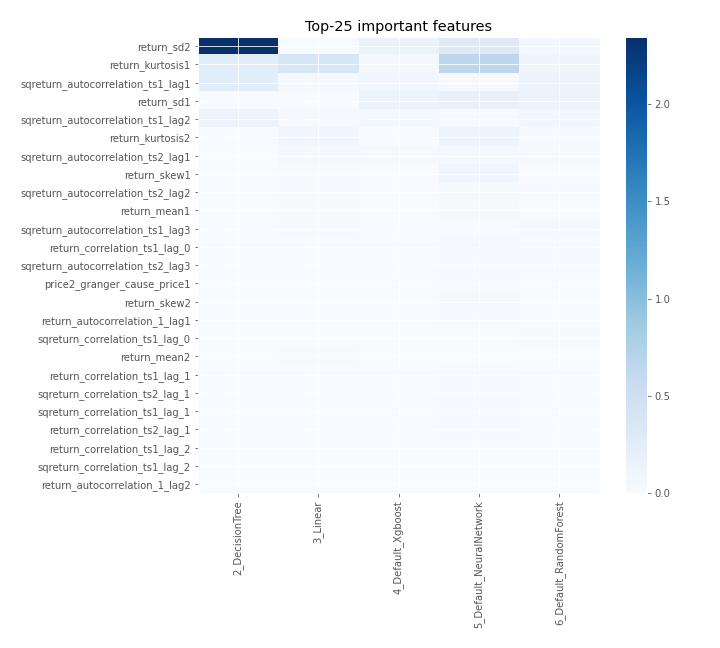 Top-25 important features
return_sd2
return_kurtosis1
sqreturn_autocorrelation_ts1_lag1
return_sd1
sqreturn_autocorrelation_ts1_lag2
return_kurtosis2
sqreturn_autocorrelation_ts2_lag1
return_skew1
sqreturn_autocorrelation_ts2_lag2
return_mean1
sqreturn_autocorrelation_ts1_lag3
return_correlation_ts1_lag_0
sqreturn_autocorrelation_ts2_lag3
price2_granger_cause_price1
return_skew2
return_autocorrelation_1_lag1
sqreturn_correlation_ts1_lag_0
return_mean2
return_correlation_ts1_lag_1
sqreturn_correlation_ts2_lag_1
sqreturn_correlation_ts1_lag_1
return_correlation_ts2_lag_1
return_correlation_ts1_lag_2
sqreturn_correlation_ts1_lag_2
return_autocorrelation_1_lag2
2_DecisionTree
3_Linear
4_Default_Xgboost
5_Default_NeuralNetwork
6_Default_RandomForest
2.0
1.5
1.0
0.5
0.0